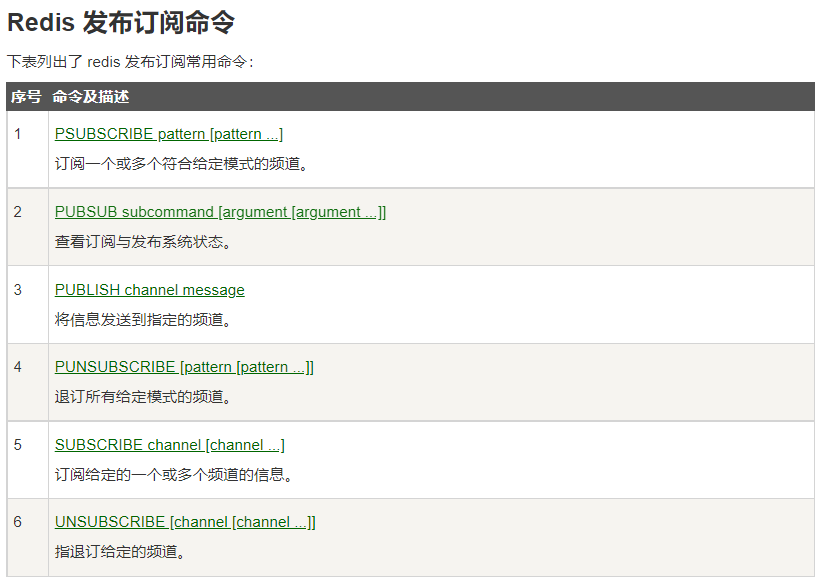 Redis 发布订阅命令
下表列出了 redis 发布订阅常用命令：
序号 命令及描述
1 PSUBSCRIBE pattern [pattern ...]
订阅一个或多个符合给定模式的频道。
2 PUBSUB subcommand [argument [argument ...]]
查看订阅与发布系统状态。
3 PUBLISH channel message
将信息发送到指定的频道。
4 PUNSUBSCRIBE [pattern [pattern ...]]
退订所有给定模式的频道。
5 SUBSCRIBE channel [channel ...]
订阅给定的一个或多个频道的信息。
6 UNSUBSCRIBE [channel [channel ...]]
指退订给定的频道。